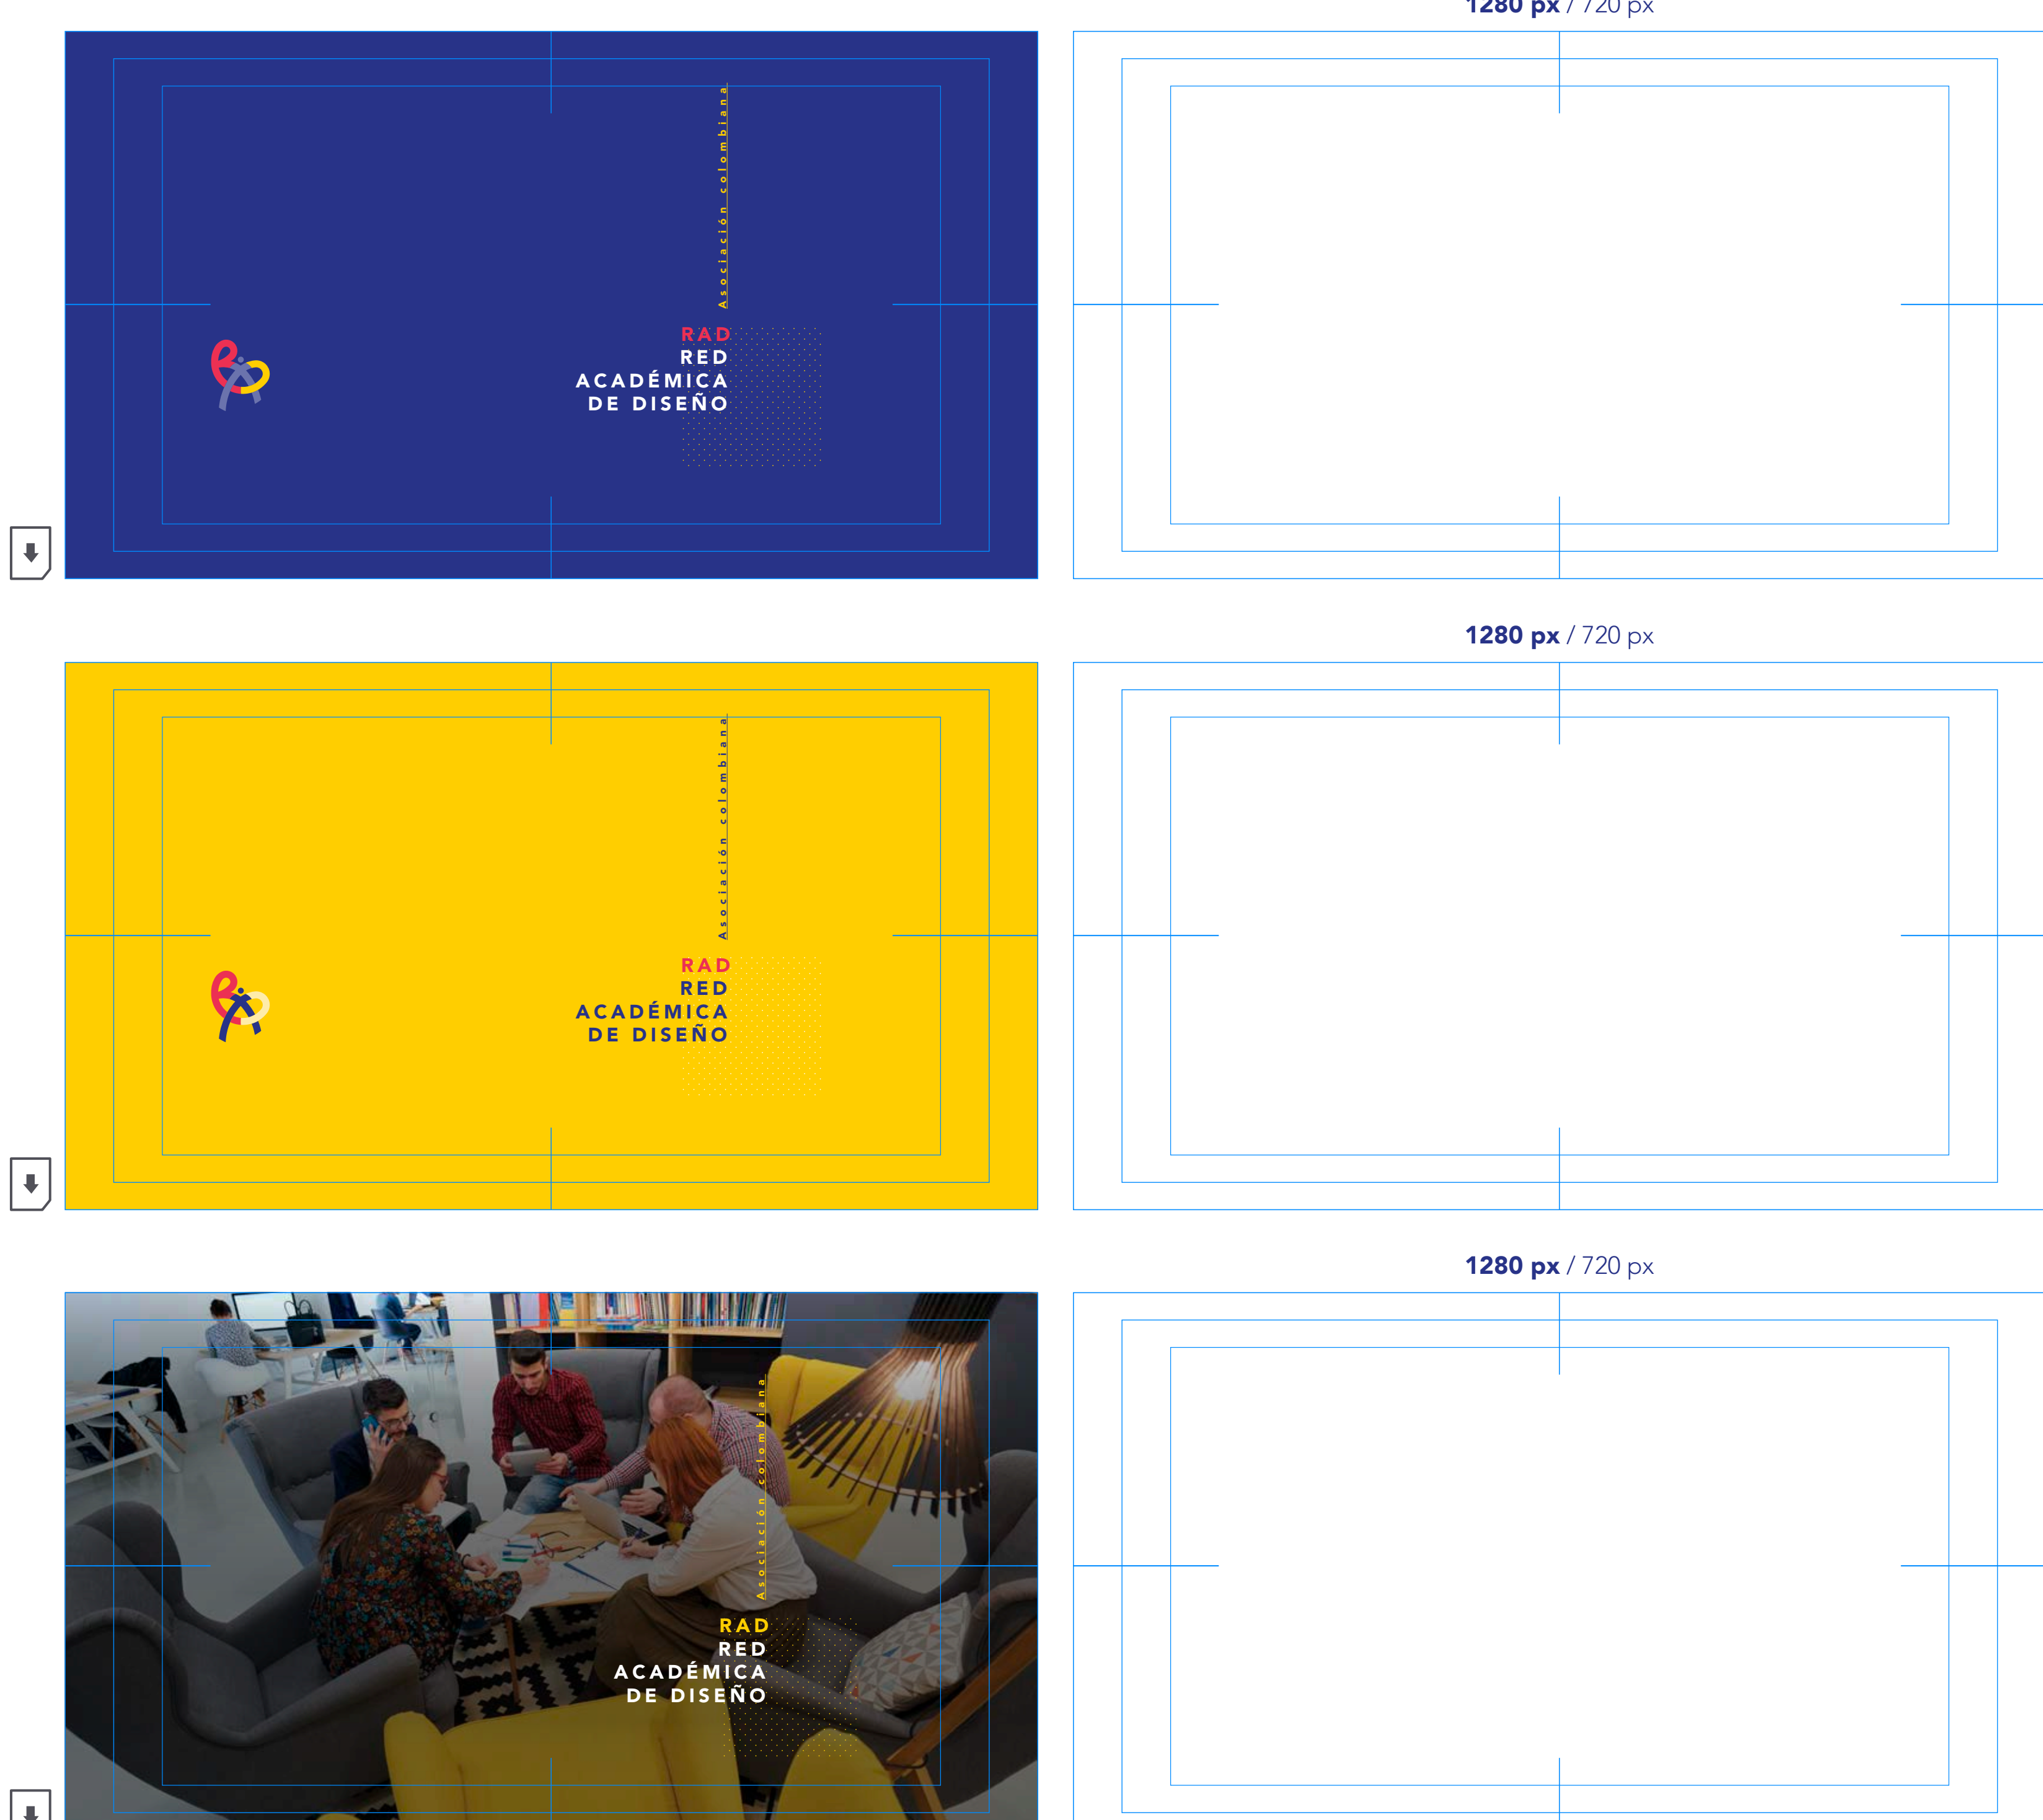 1280 px / 720 px
Asociación colombiana
RAD
RED
ACADÉMICA
DE DISEÑO
1280 px / 720 px
Asociación colombiana
RAD
RED
ACADÉMICA
DE DISEÑO
1280 px / 720 px
Asociación colombiana
RAD
RED
ACADÉMICA
DE DISEÑO